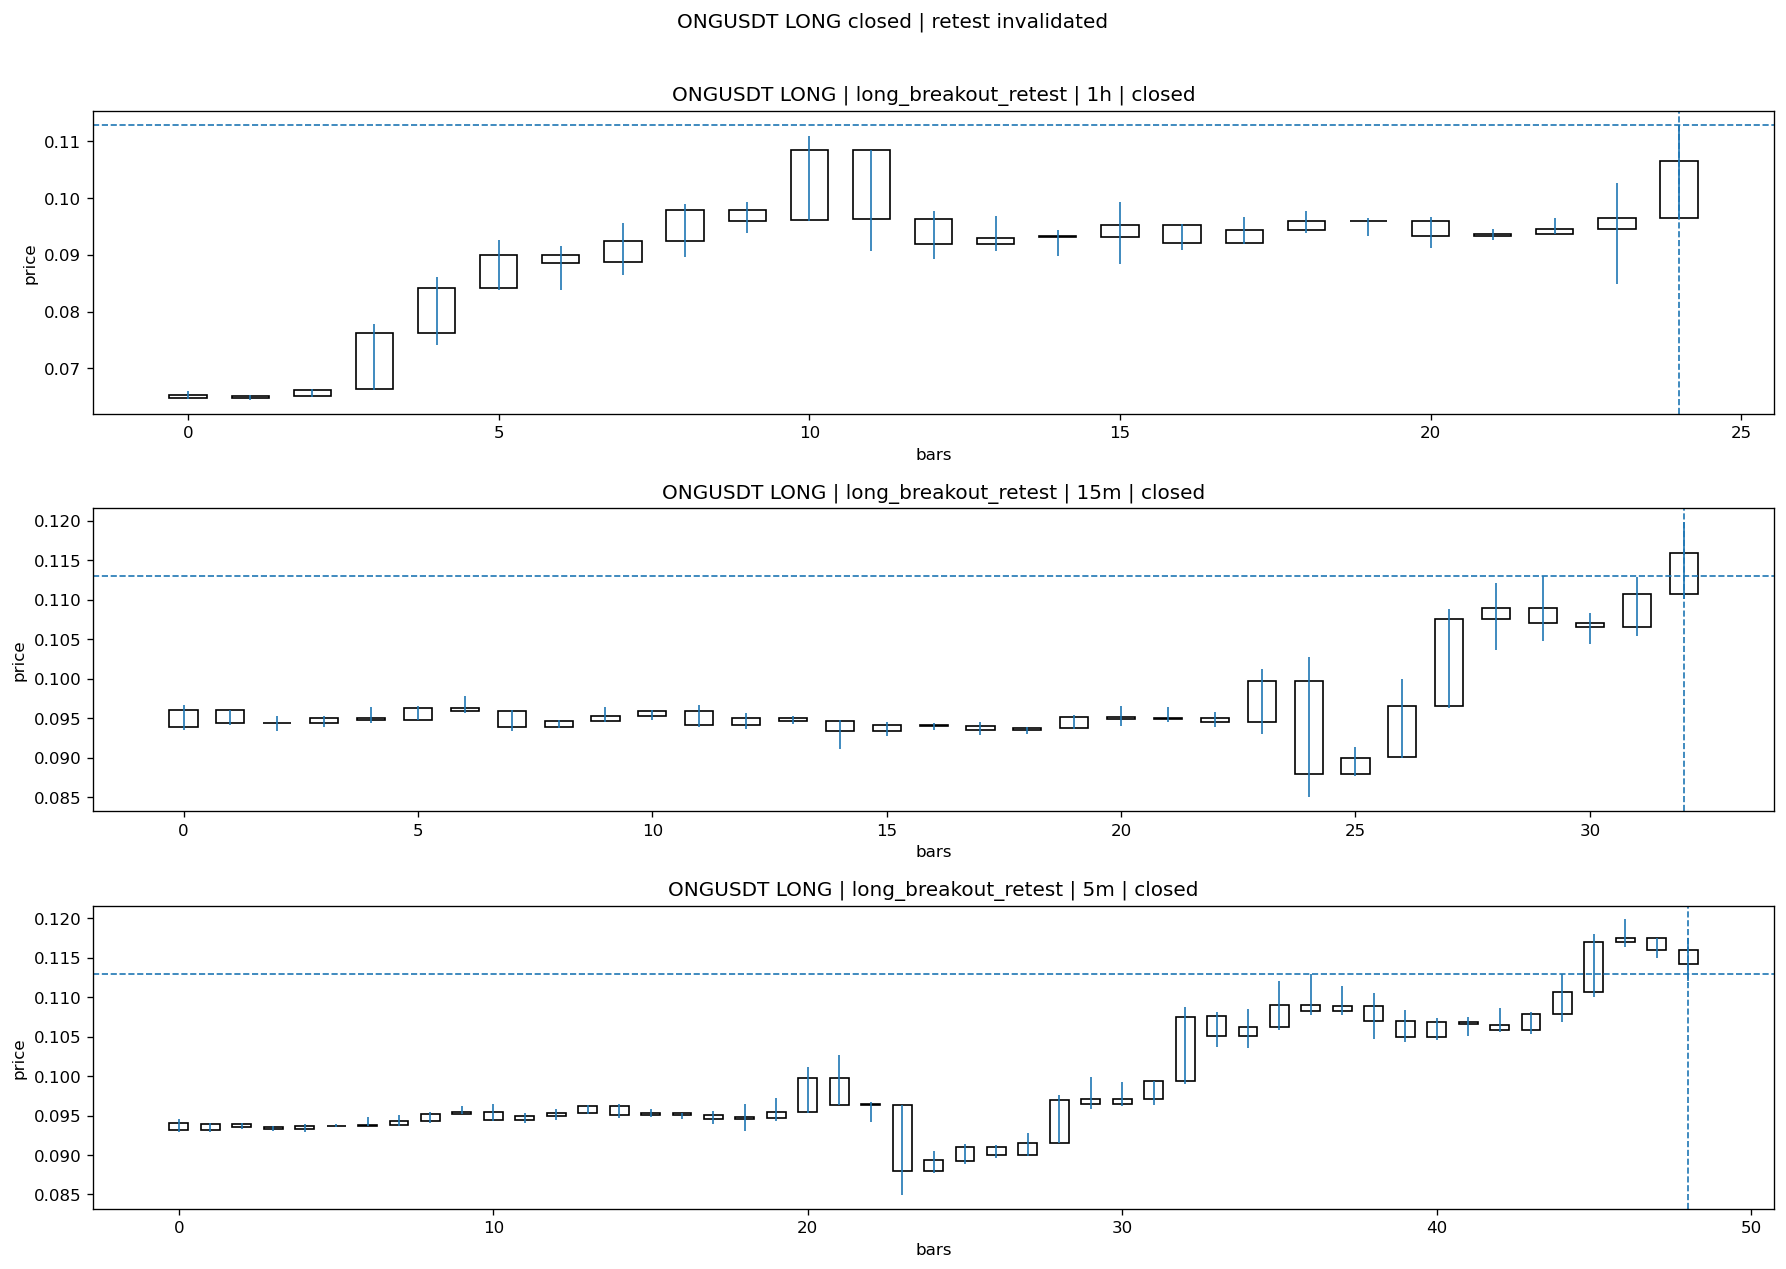 ONGUSDT LONG closed | retest invalidated
ONGUSDT LONG | long_breakout_retest | 1h | closed
price
0.11
0.10
0.09
0.08
0.07
0 5 10 15 20 25
bars
ONGUSDT LONG | long_breakout_retest | 15m | closed
price
0.120
0.115
0.110
0.105
0.100
0.095
0.090
0.085
0 5 10 15 20 25 30
bars
ONGUSDT LONG | long_breakout_retest | 5m | closed
price
0.120
0.115
0.110
0.105
0.100
0.095
0.090
0.085
0 10 20 30 40 50
bars